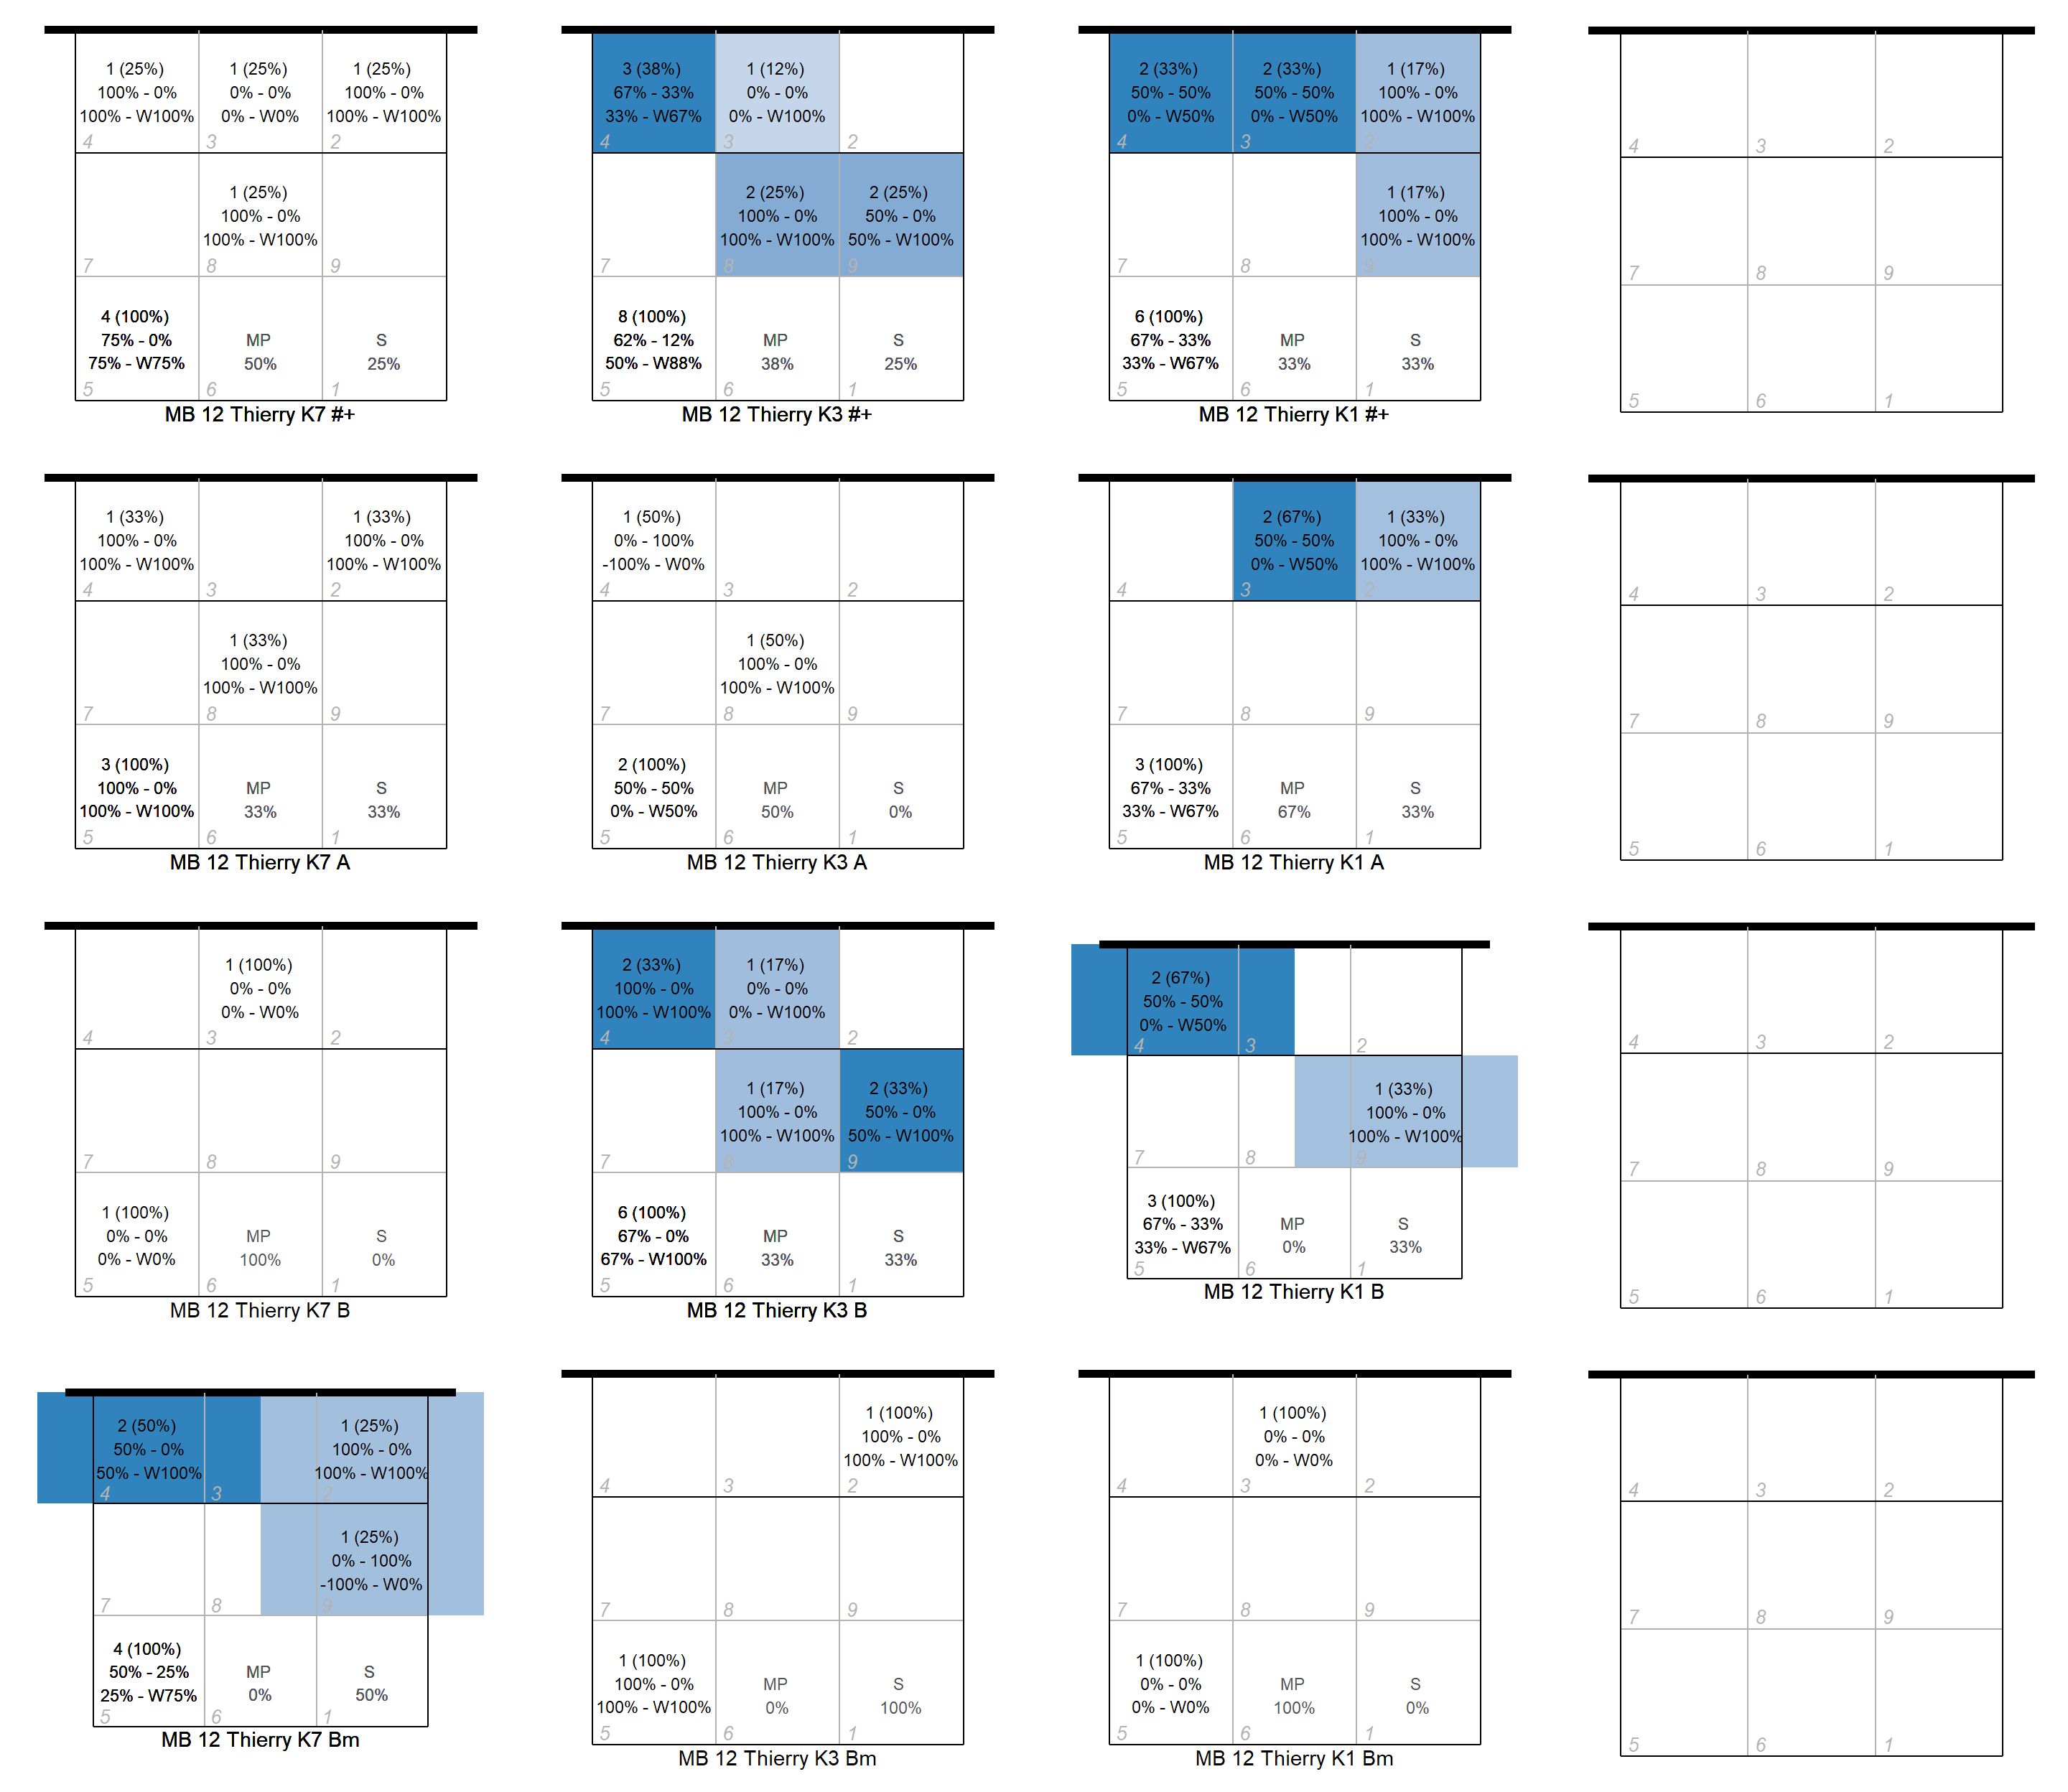 1 (25%)
100% - 0%
100% - W100%
4
1 (25%)
0% - 0%
0% - W0%
3
1 (25%)
100% - 0%
100% - W100%
2
7
1 (25%)
100% - 0%
100% - W100%
8
9
4 (100%)
75% - 0%
75% - W75%
5
MP
50%
6
S
25%
1
MB 12 Thierry K7 #+
3 (38%)
67% - 33%
33% - W67%
4
1 (12%)
0% - 0%
0% - W100%
3
2
7
2 (25%)
100% - 0%
100% - W100%
8
2 (25%)
50% - 0%
50% - W100%
9
8 (100%)
62% - 12%
50% - W88%
5
MP
38%
6
S
25%
1
MB 12 Thierry K3 #+
2 (33%)
50% - 50%
0% - W50%
4
2 (33%)
50% - 50%
0% - W50%
3
1 (17%)
100% - 0%
100% - W100%
2
7
8
1 (17%)
100% - 0%
100% - W100%
9
6 (100%)
67% - 33%
33% - W67%
5
MP
33%
6
S
33%
1
MB 12 Thierry K1 #+
4
3
2
7
8
9
5
6
1
1 (33%)
100% - 0%
100% - W100%
4
3
1 (33%)
100% - 0%
100% - W100%
2
7
1 (33%)
100% - 0%
100% - W100%
8
9
3 (100%)
100% - 0%
100% - W100%
5
MP
33%
6
S
33%
1
MB 12 Thierry K7 A
1 (50%)
0% - 100%
-100% - W0%
4
3
2
7
1 (50%)
100% - 0%
100% - W100%
8
9
2 (100%)
50% - 50%
0% - W50%
5
MP
50%
6
S
0%
1
MB 12 Thierry K3 A
4
2 (67%)
50% - 50%
0% - W50%
3
1 (33%)
100% - 0%
100% - W100%
2
7
8
9
3 (100%)
67% - 33%
33% - W67%
5
MP
67%
6
S
33%
1
MB 12 Thierry K1 A
4
3
2
7
8
9
5
6
1
4
1 (100%)
0% - 0%
0% - W0%
3
2
7
8
9
1 (100%)
0% - 0%
0% - W0%
5
MP
100%
6
S
0%
1
MB 12 Thierry K7 B
2 (33%)
100% - 0%
100% - W100%
4
1 (17%)
0% - 0%
0% - W100%
3
2
7
1 (17%)
100% - 0%
100% - W100%
8
2 (33%)
50% - 0%
50% - W100%
9
6 (100%)
67% - 0%
67% - W100%
5
MP
33%
6
S
33%
1
MB 12 Thierry K3 B
2 (67%)
50% - 50%
0% - W50%
4
3
2
7
8
1 (33%)
100% - 0%
100% - W100%
9
3 (100%)
67% - 33%
33% - W67%
5
MP
0%
6
S
33%
1
MB 12 Thierry K1 B
4
3
2
7
8
9
5
6
1
2 (50%)
50% - 0%
50% - W100%
4
3
1 (25%)
100% - 0%
100% - W100%
2
7
8
1 (25%)
0% - 100%
-100% - W0%
9
4 (100%)
50% - 25%
25% - W75%
5
MP
0%
6
S
50%
1
MB 12 Thierry K7 Bm
4
3
1 (100%)
100% - 0%
100% - W100%
2
7
8
9
1 (100%)
100% - 0%
100% - W100%
5
MP
0%
6
S
100%
1
MB 12 Thierry K3 Bm
4
1 (100%)
0% - 0%
0% - W0%
3
2
7
8
9
1 (100%)
0% - 0%
0% - W0%
5
MP
100%
6
S
0%
1
MB 12 Thierry K1 Bm
4
3
2
7
8
9
5
6
1